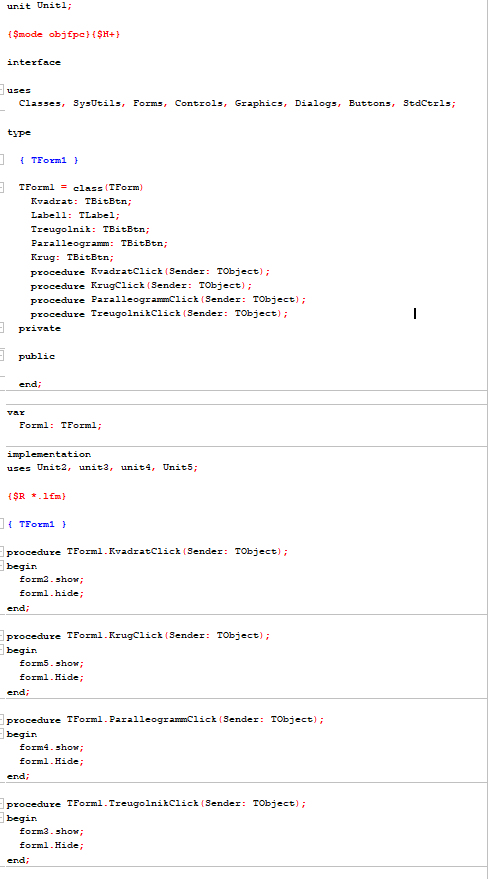 unit Unit1;
{$mode objfpc}{$H+}
interface
uses
Classes, SysUtils, Forms, Controls, Graphics, Dialogs, Buttons, StdCtrls;
type
{ TForm1 }
TForm1 = class(TForm)
Kvadrat: TBitBtn;
Label1: TLabel;
Treugolnik: TBitBtn;
Paralleogramm: TBitBtn;
Krug: TBitBtn;
procedure KvadratClick(Sender: TObject);
procedure KrugClick(Sender: TObject);
procedure ParalleogrammClick(Sender: TObject);
procedure TreugolnikClick(Sender: TObject);
private
public
end;
var
Form1: TForm1;
implementation
uses Unit2, unit3, unit4, Unit5;
{$R *.lfm}
{ TForm1 }
procedure TForm1.KvadratClick(Sender: TObject);
begin
form2.show;
form1.hide;
end;
procedure TForm1.KrugClick(Sender: TObject);
begin
form5.show;
form1.Hide;
end;
procedure TForm1.ParalleogrammClick(Sender: TObject);
begin
form4.show;
form1.Hide;
end;
procedure TForm1.TreugolnikClick(Sender: TObject);
begin
form3.show;
form1.Hide;
end;